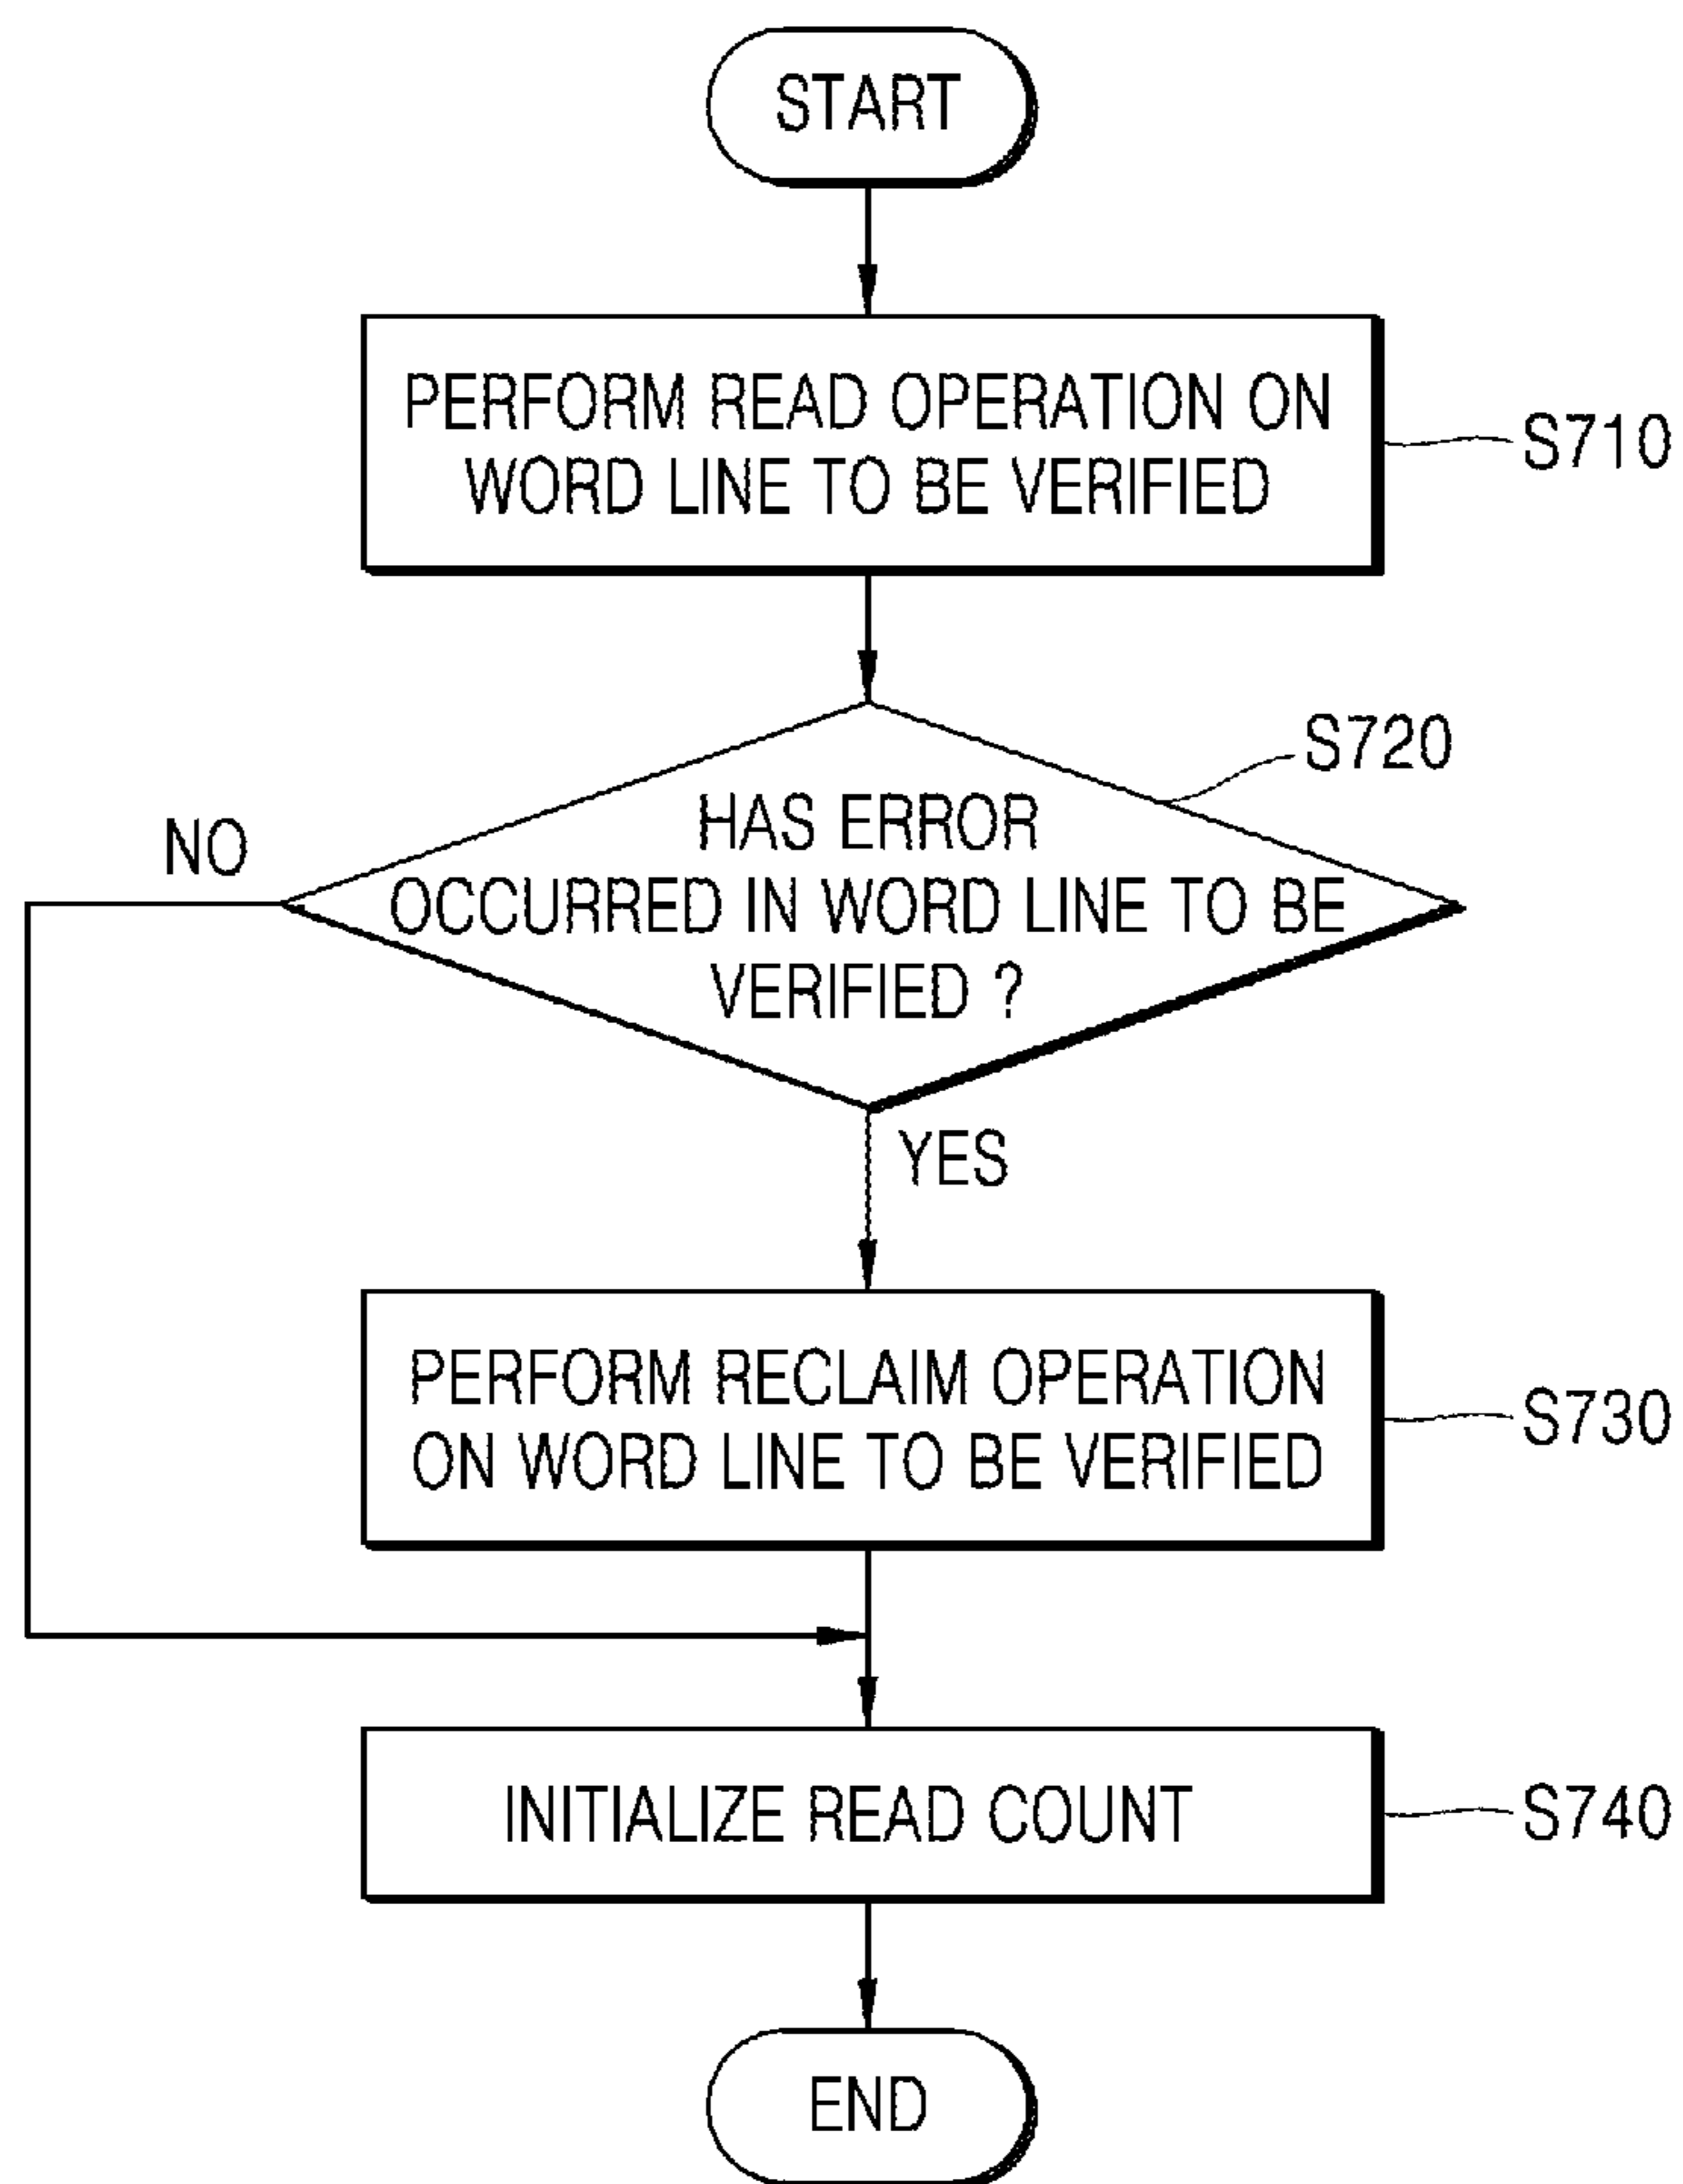 START
PERFORM READ OPERATION ON
WORD LINE TO BE VERIFIED
S710
S720
HAS ERROR
OCCURRED IN WORD LINE TO BE
VERIFIED ?
NO
YES
PERFORM RECLAIM OPERATION
ON WORD LINE TO BE VERIFIED
S730
INITIALIZE READ COUNT
S740
END